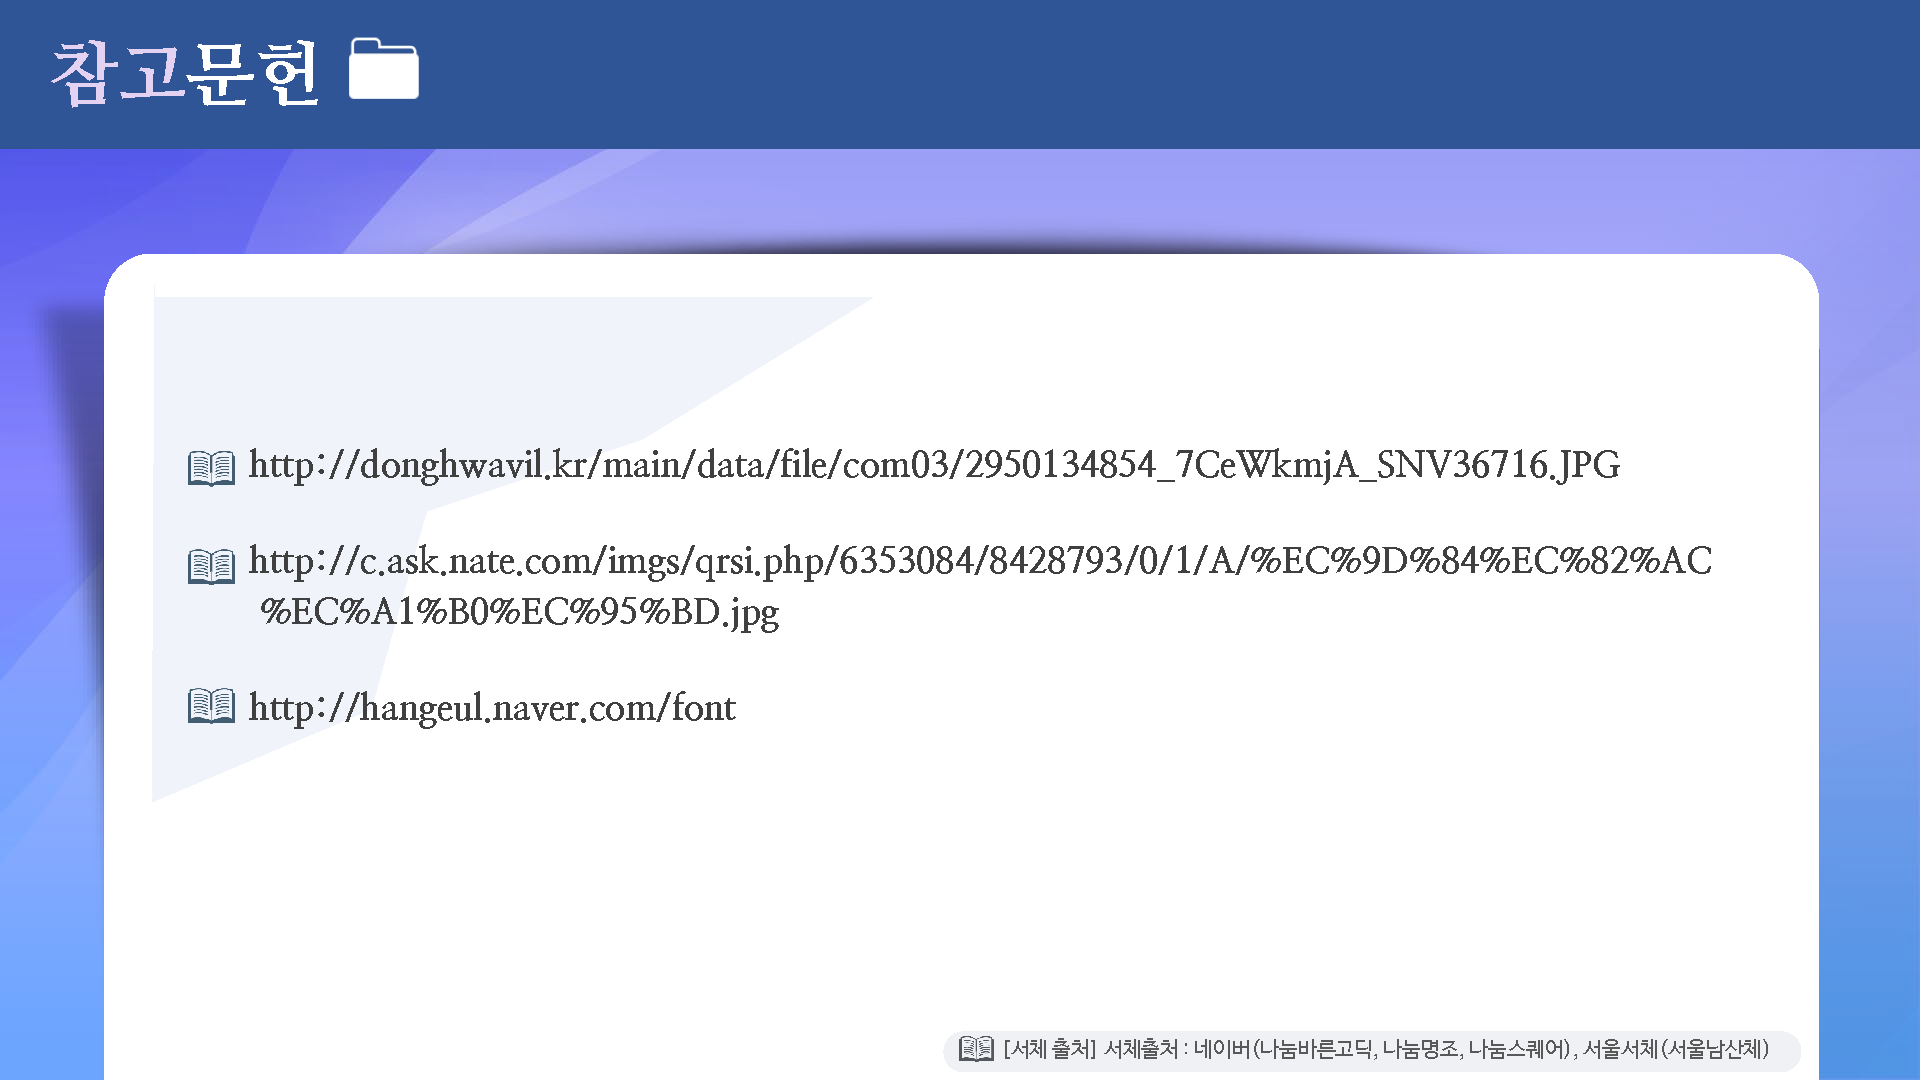 참고문헌
http://donghwavil.kr/main/data/file/com03/2950134854_7CeWkmjA_SNV36716.JPG
http://c.ask.nate.com/imgs/qrsi.php/6353084/8428793/0/1/A/%EC%9D%84%EC%82%AC
%EC%A1%B0%EC%95%BD.jpg
http://hangeul.naver.com/font
[서체 출처] 서체출처 : 네이버(나눔바른고딕, 나눔명조, 나눔스퀘어), 서울서체(서울남산체)